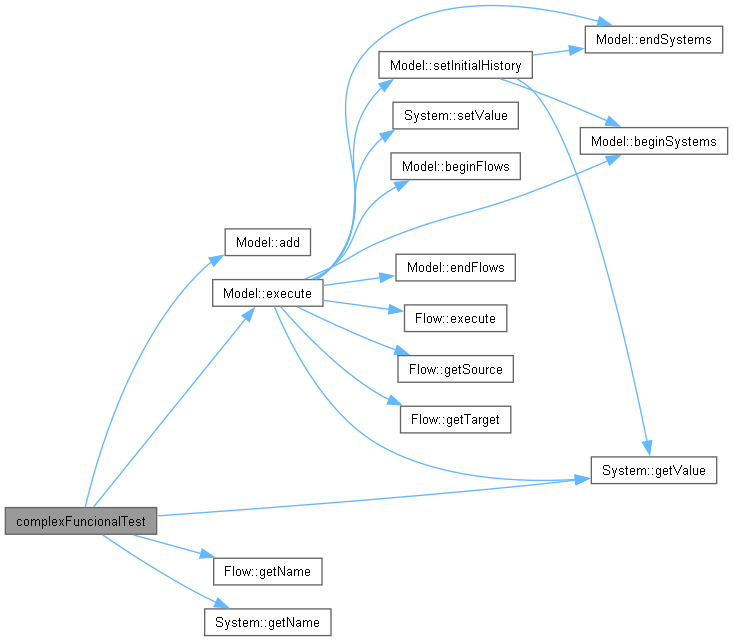 Model::endSystems
Model::setInitialHistory
System::setValue
Model::beginSystems
Model::beginFlows
Model::add
Model::endFlows
Model::execute
Flow::execute
Flow::getSource
Flow::getTarget
System::getValue
complexFuncionalTest
Flow::getName
System::getName